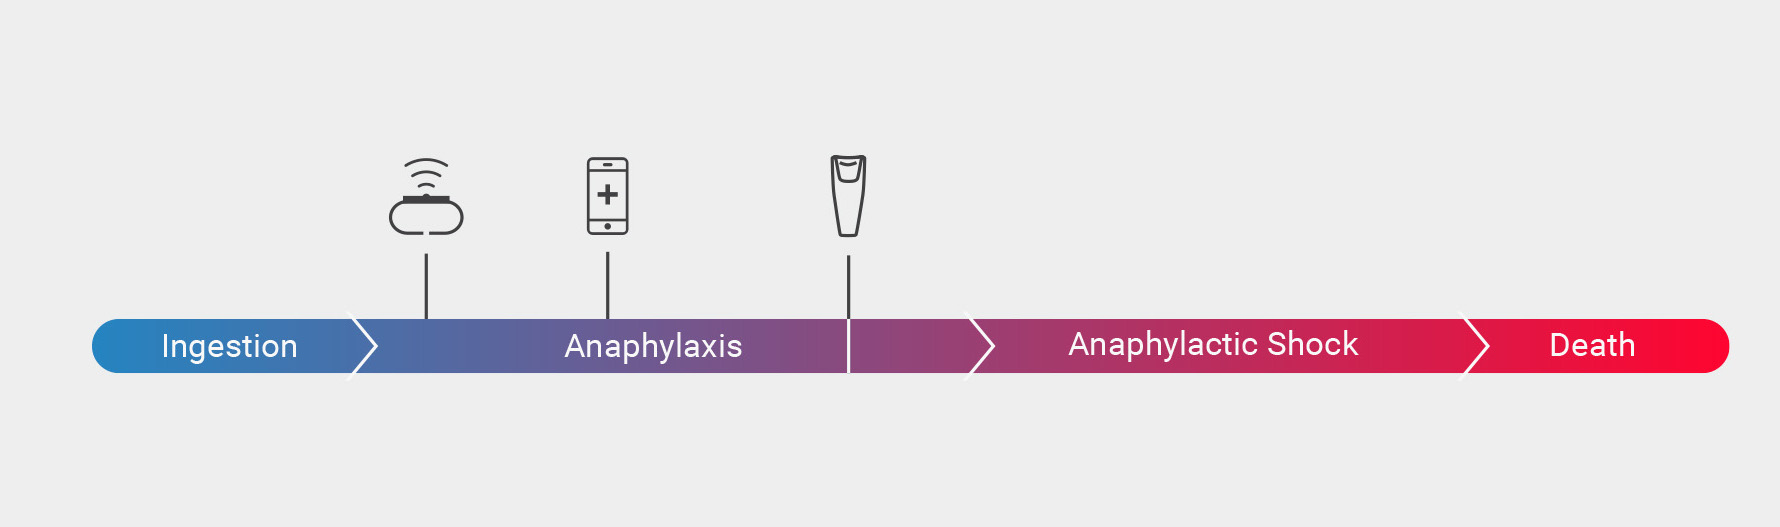 Ingestion
Anaphylaxis
Anaphylactic Shock
Death